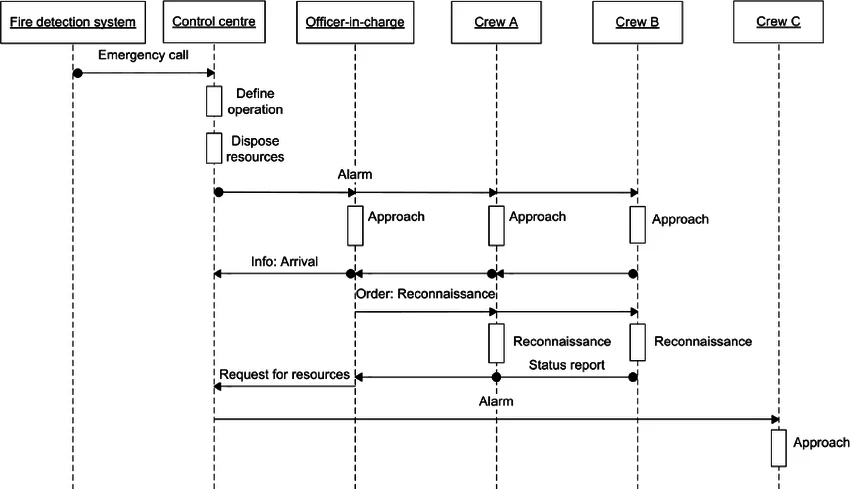 Fire detection system
Control centre
Officer-in-charge
Crew A
Crew B
Crew C
Emergency call
Define
operation
Dispose
resources
Alarm
Approach
Approach
Approach
Info: Arrival
Order: Reconnaissance
Reconnaissance
Reconnaissance
Status report
Request for resources
Alarm
Approach